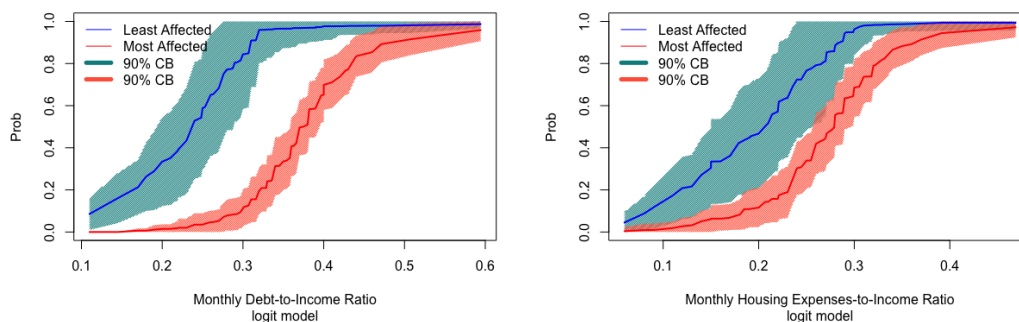 Prob
0.0 0.2 0.4 0.6 0.8 1.0
Least Affected
Most Affected
90% CB
90% CB
0.1 0.2 0.3 0.4 0.5 0.6
Monthly Debt-to-Income Ratio
logit model
Prob
0.0 0.2 0.4 0.6 0.8 1.0
Least Affected
Most Affected
90% CB
90% CB
0.1 0.2 0.3 0.4
Monthly Housing Expenses-to-Income Ratio
logit model